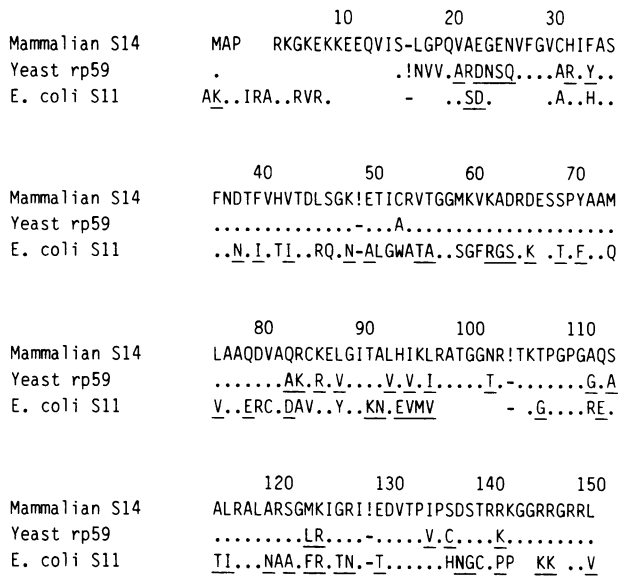 10 20 30
Mammalian S14 MAP RKGKEKKEEQVIS-LGPQVAEGENVFGVCHIFAS
Yeast rp59 . !NVV.ARDNSQ....AR.Y..
E. coli S11 AK..IRA..RVR. - ..SD. .A..H..
40 50 60 70
Mammalian S14 FNDTFVHVTDLSGK!ETICRVTGGMKVKADRDESSPYAAM
Yeast rp59 ..............-...A.....................
E. coli S11 ..N.I.TI..RQ.N-ALGWATA..SGFRGS.K .T.F..Q
80 90 100 110
Mammalian S14 LAAQDVAQRCKELGITALHIKLRATGGNR!TKTPGPGAQS
Yeast rp59 .......AK.R.V....V.V.I.....T.-.......G.A
E. coli S11 V..ERC.DAV..Y..KN.EVMV - .G....RE.
120 130 140 150
Mammalian S14 ALRALARSGMKIGRI!EDVTPIPSDSTRRKGGRRGRRL
Yeast rp59 .........LR....-....V.C....K.........
E. coli S11 TI...NAA.FR.TN.-T......HNGC.PP KK ..V